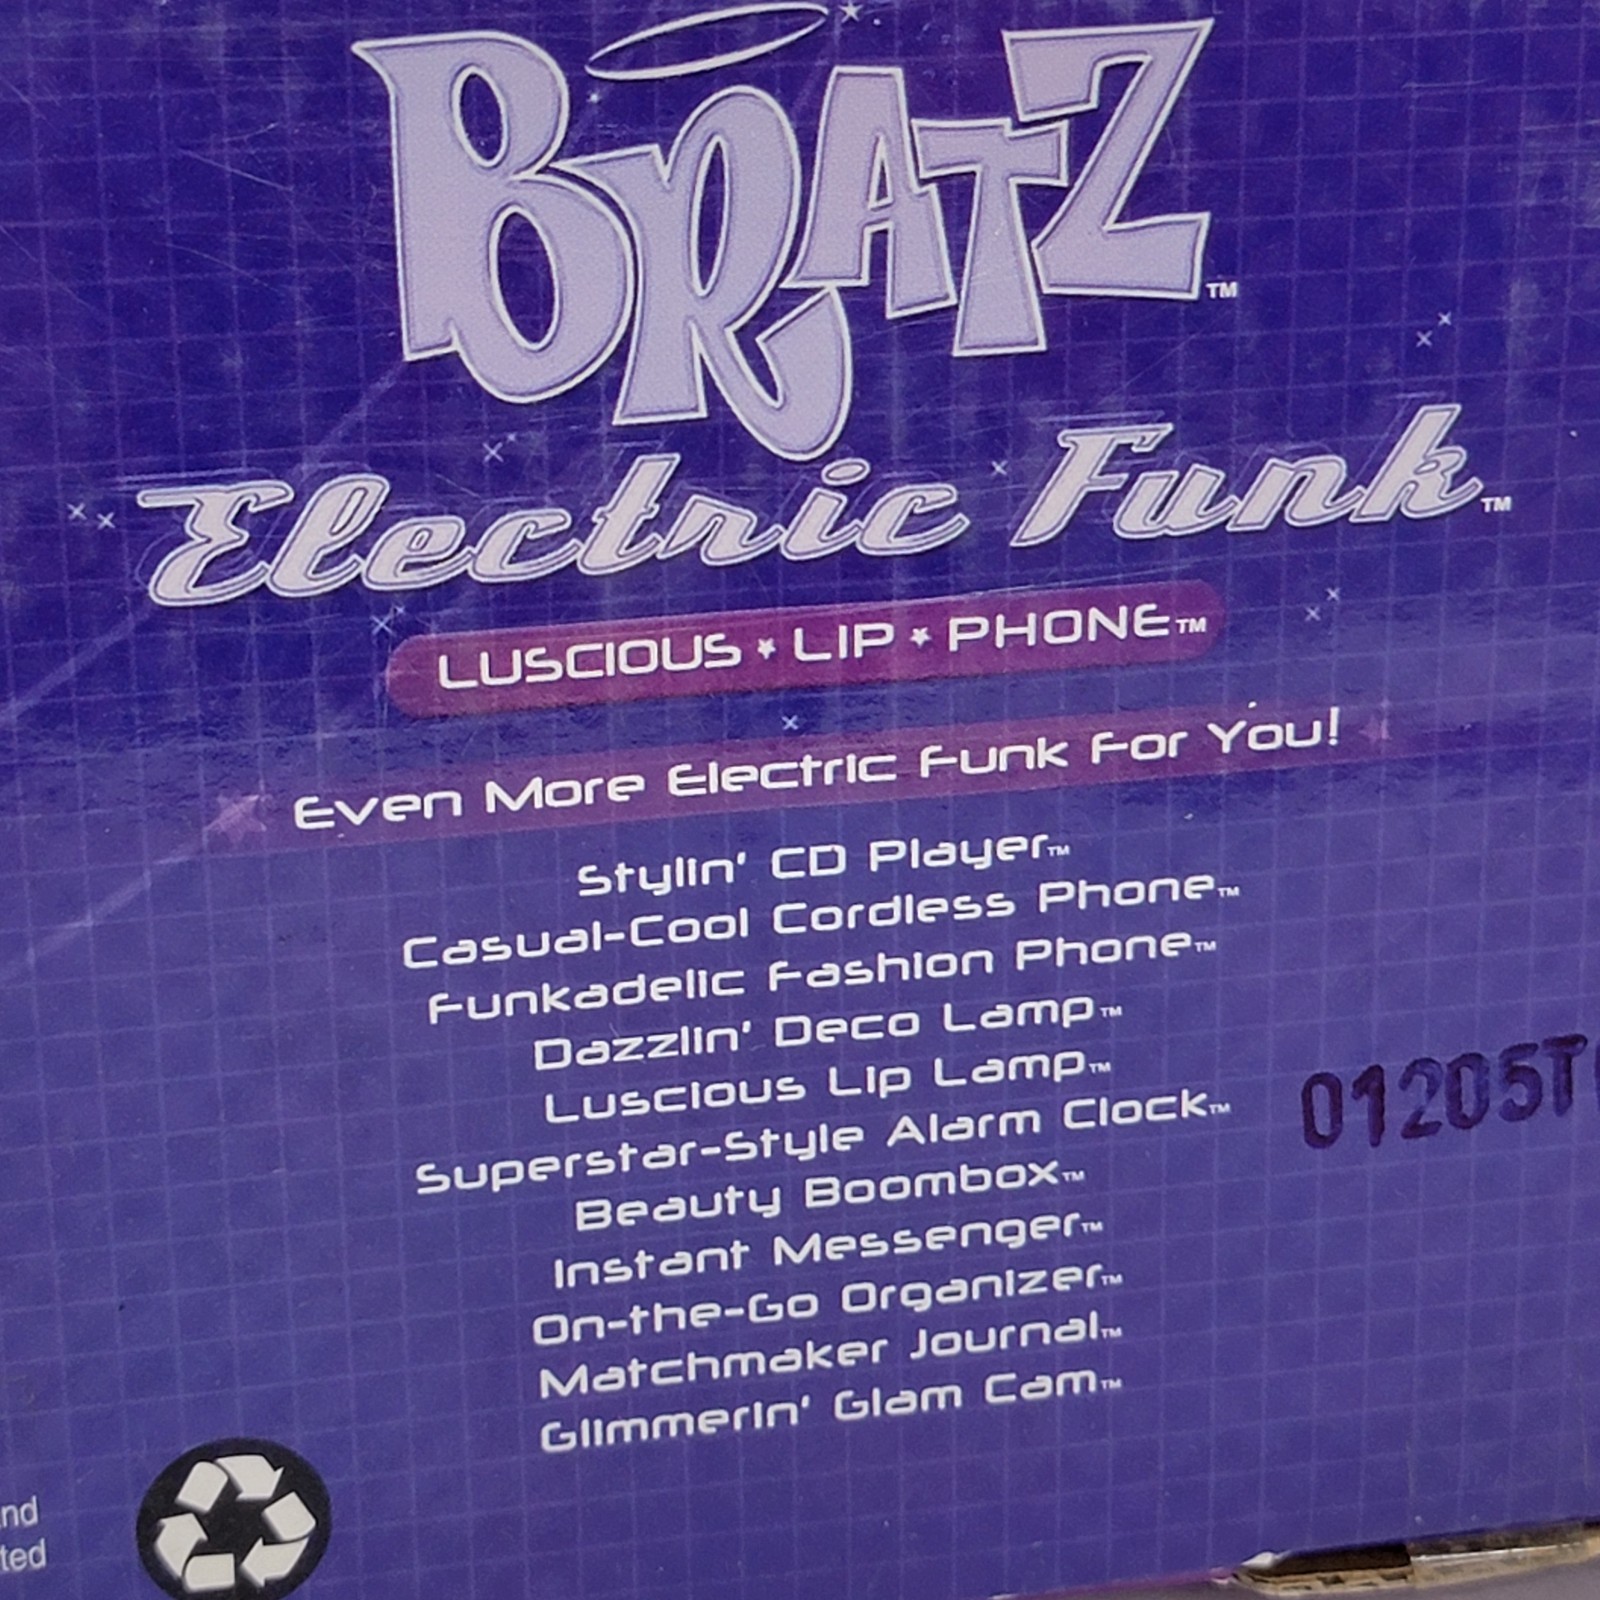 BRATZ™
Electric Funk™
LUSCIOUS * LIP * PHONE™
Even More Electric Funk For You!
Stylin' CD Player™
Casual-Cool Cordless Phone™
Funkadelic Fashion Phone™
Dazzlin' Deco Lamp™
Luscious Lip Lamp™
Superstar-Style Alarm Clock™
Beauty Boombox™
Instant Messenger™
On-the-Go Organizer™
Matchmaker Journal™
Glimmerin' Glam Cam™
01205T
nd
ted